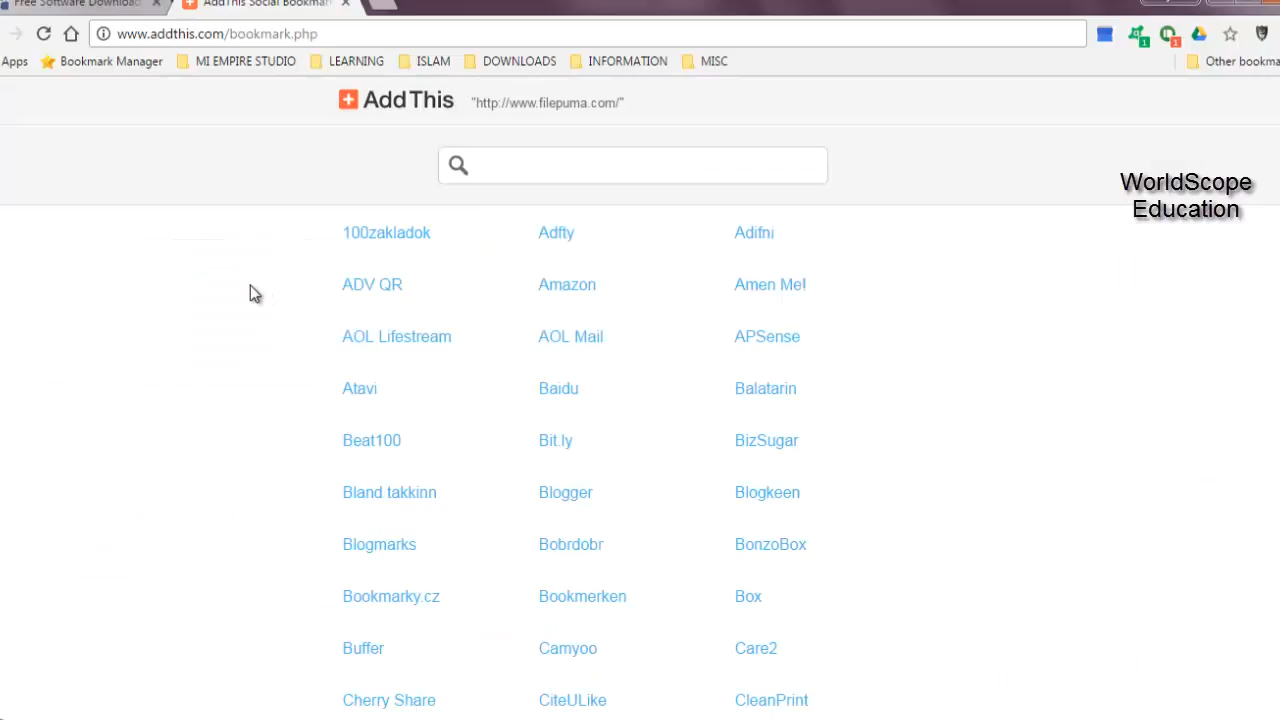 Free Software Download
AddThis Social Bookmar
www.addthis.com/bookmark.php
1
1
Apps Bookmark Manager MI EMPIRE STUDIO LEARNING ISLAM DOWNLOADS INFORMATION MISC Other bookma
AddThis "http://www.filepuma.com/"
WorldScope
Education
100zakladok Adfty Adifni
ADV QR Amazon Amen Me!
AOL Lifestream AOL Mail APSense
Atavi Baidu Balatarin
Beat100 Bit.ly BizSugar
Bland takkinn Blogger Blogkeen
Blogmarks Bobrdobr BonzoBox
Bookmarky.cz Bookmerken Box
Buffer Camyoo Care2
Cherry Share CiteULike CleanPrint